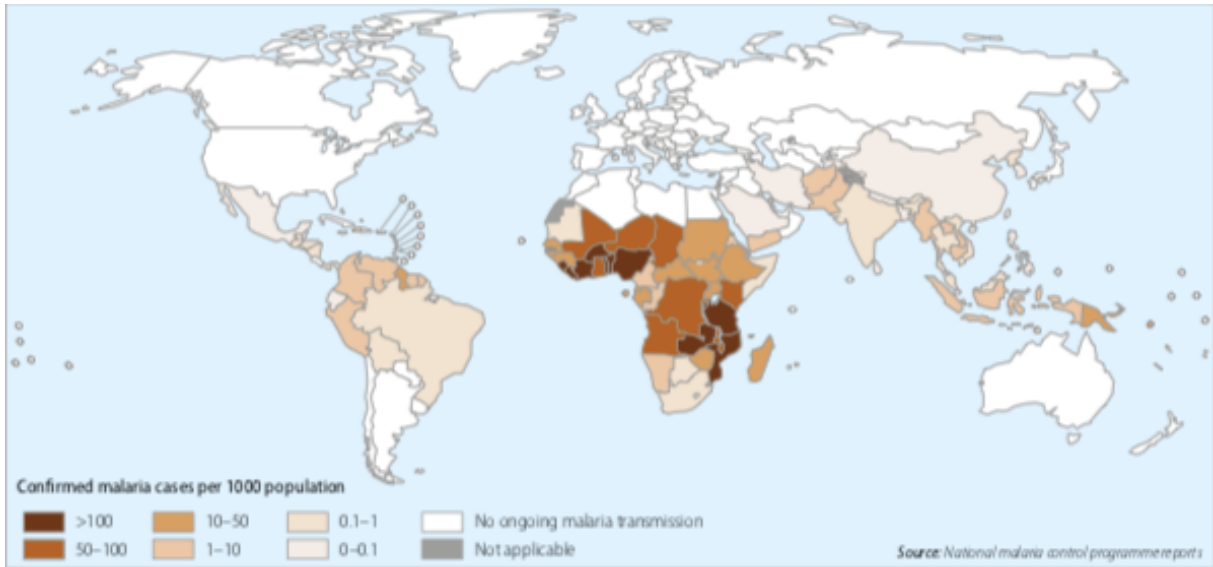 Confirmed malaria cases per 1000 population
>100
10–50
0.1–1
No ongoing malaria transmission
50–100
1–10
0–0.1
Not applicable
Source: National malaria control programme reports